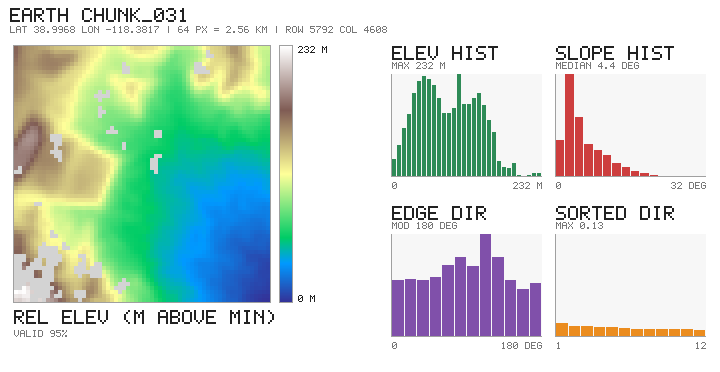 EARTH CHUNK_031
LAT 38.9968 LON -118.3817 | 64 PX = 2.56 KM | ROW 5792 COL 4608
232 M
0 M
REL ELEV (M ABOVE MIN)
VALID 95%
ELEV HIST
MAX 232 M
0 232 M
SLOPE HIST
MEDIAN 4.4 DEG
0 32 DEG
EDGE DIR
MOD 180 DEG
0 180 DEG
SORTED DIR
MAX 0.13
1 12